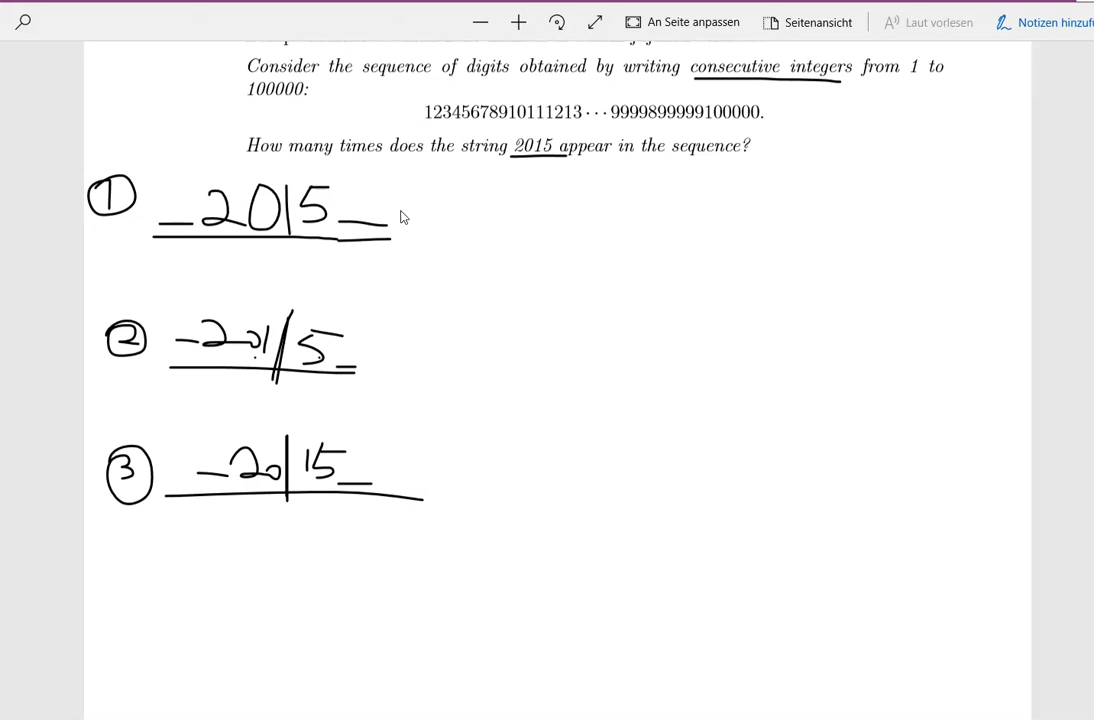 An Seite anpassen Seitenansicht Laut vorlesen Notizen hinzuf
Consider the sequence of digits obtained by writing consecutive integers from 1 to
100000:
12345678910111213···9999899999100000.
How many times does the string 2015 appear in the sequence?
① _2015_
② _201/5_
③ _20|15_